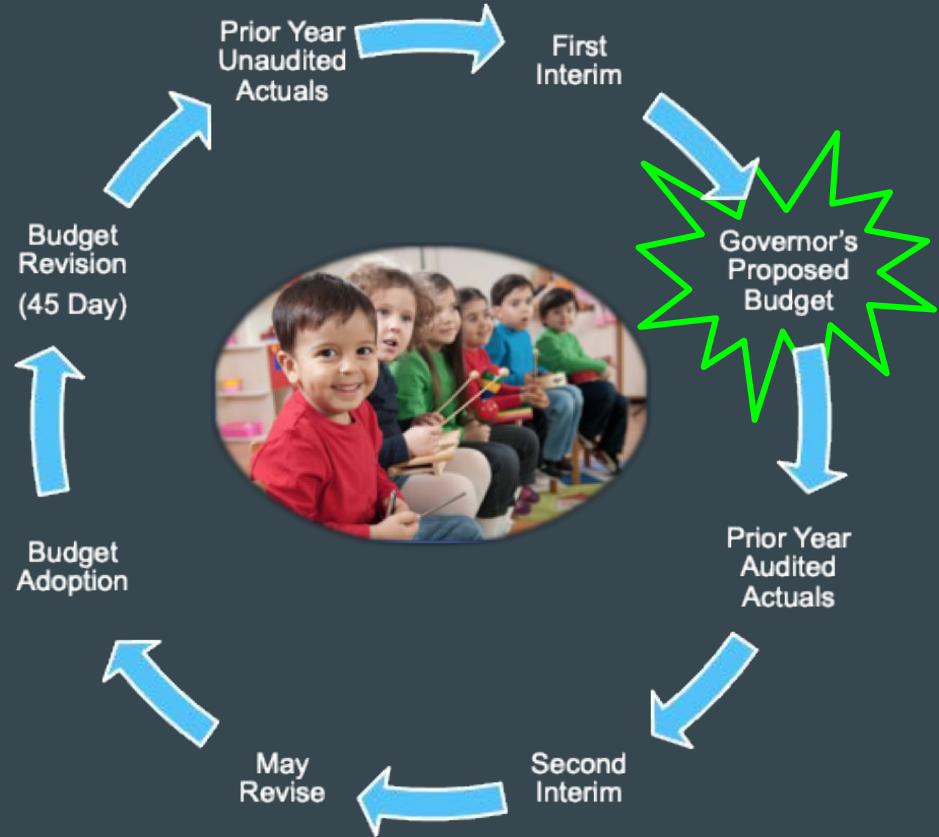 Prior Year
Unaudited
Actuals
First
Interim
Governor’s
Proposed
Budget
Prior Year
Audited
Actuals
Second
Interim
May
Revise
Budget
Adoption
Budget
Revision
(45 Day)